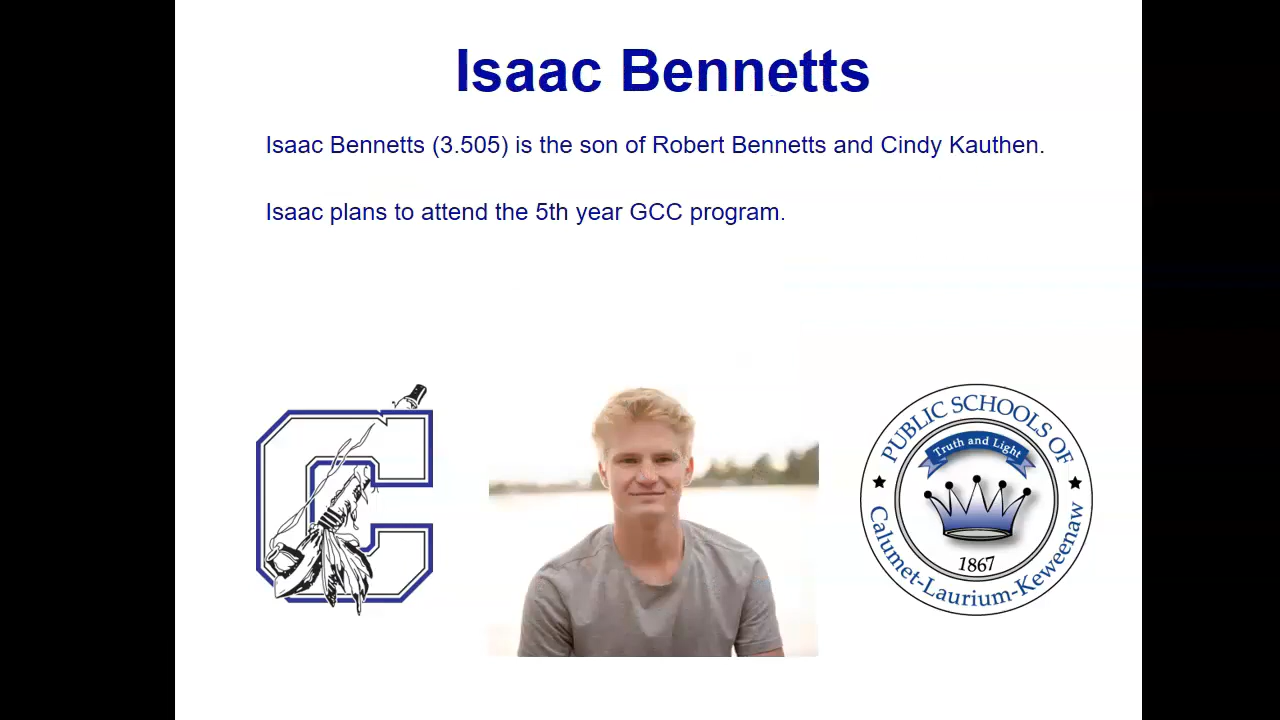 Isaac Bennetts
Isaac Bennetts (3.505) is the son of Robert Bennetts and Cindy Kauthen.
Isaac plans to attend the 5th year GCC program.
C
PUBLIC SCHOOLS OF
Truth and Light
1867
Calumet-Laurium-Keweenaw